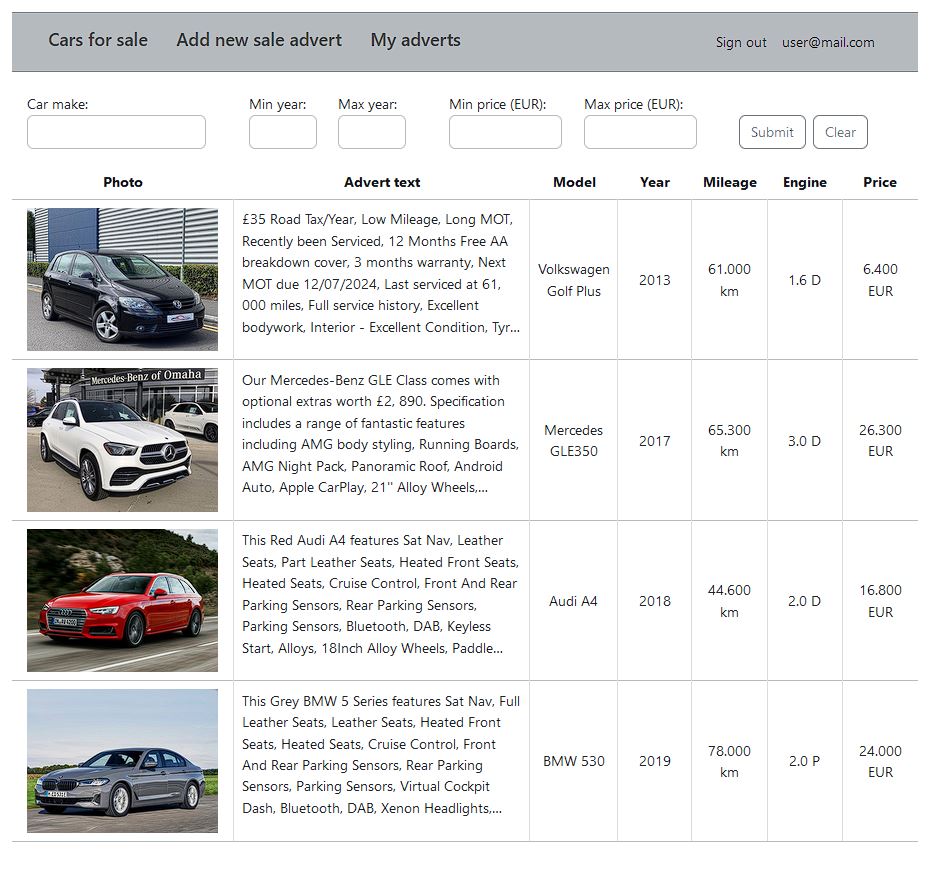 Cars for sale Add new sale advert My adverts Sign out user@mail.com
Car make: Min year: Max year: Min price (EUR): Max price (EUR):
Submit Clear
Photo Advert text Model Year Mileage Engine Price
£35 Road Tax/Year, Low Mileage, Long MOT,
Recently been Serviced, 12 Months Free AA
breakdown cover, 3 months warranty, Next
MOT due 12/07/2024, Last serviced at 61,
000 miles, Full service history, Excellent
bodywork, Interior - Excellent Condition, Tyr...
Volkswagen
Golf Plus
2013
61.000
km
1.6 D
6.400
EUR
Mercedes-Benz of Omaha
Our Mercedes-Benz GLE Class comes with
optional extras worth £2, 890. Specification
includes a range of fantastic features
including AMG body styling, Running Boards,
AMG Night Pack, Panoramic Roof, Android
Auto, Apple CarPlay, 21'' Alloy Wheels,...
Mercedes
GLE350
2017
65.300
km
3.0 D
26.300
EUR
This Red Audi A4 features Sat Nav, Leather
Seats, Part Leather Seats, Heated Front Seats,
Heated Seats, Cruise Control, Front And Rear
Parking Sensors, Rear Parking Sensors,
Parking Sensors, Bluetooth, DAB, Keyless
Start, Alloys, 18Inch Alloy Wheels, Paddle...
Audi A4
2018
44.600
km
2.0 D
16.800
EUR
This Grey BMW 5 Series features Sat Nav, Full
Leather Seats, Leather Seats, Heated Front
Seats, Heated Seats, Cruise Control, Front
And Rear Parking Sensors, Rear Parking
Sensors, Parking Sensors, Virtual Cockpit
Dash, Bluetooth, DAB, Xenon Headlights,...
BMW 530
2019
78.000
km
2.0 P
24.000
EUR